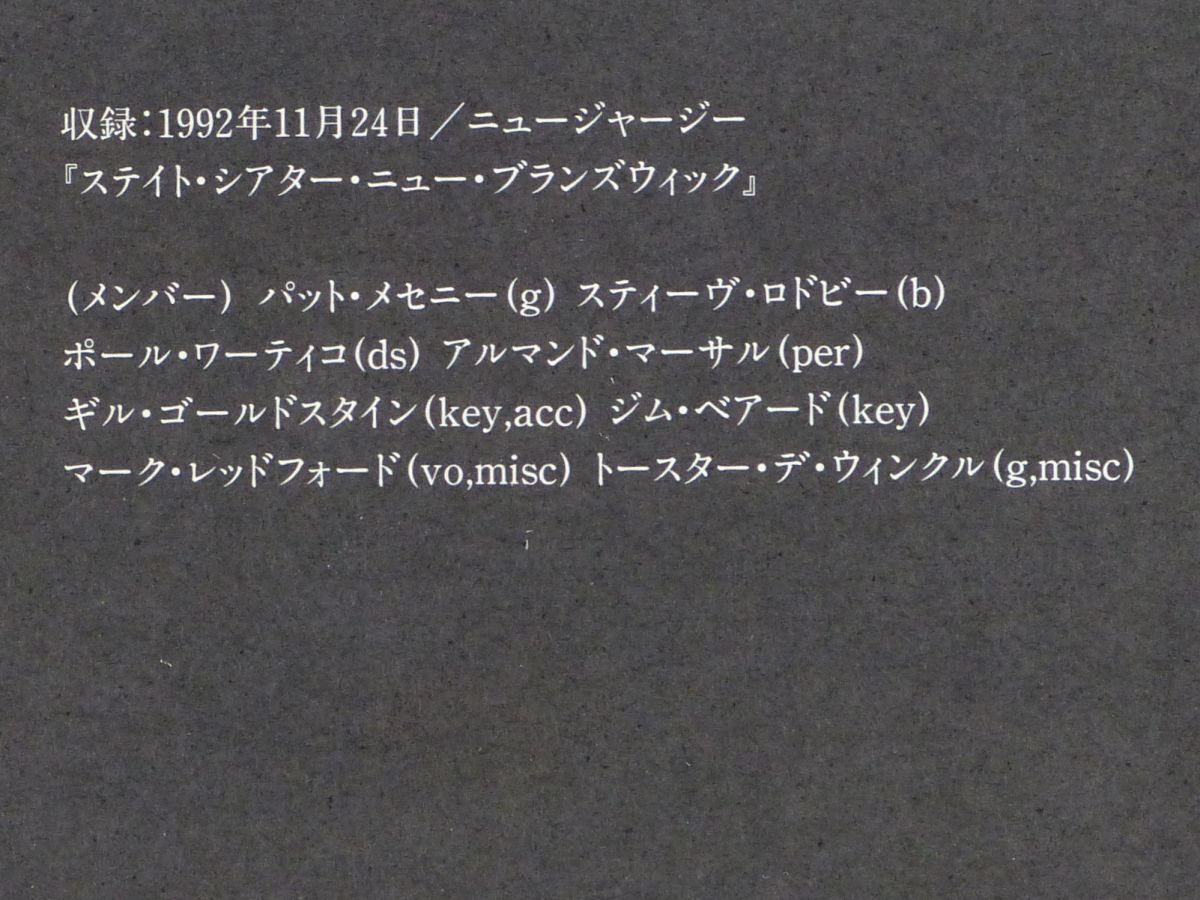 収録：1992年11月24日／ニュージャージー
『ステイト・シアター・ニュー・ブランズウィック』
(メンバー) パット・メセニー(g) スティーヴ・ロドビー(b)
ポール・ワーティコ(ds) アルマンド・マーサル(per)
ギル・ゴールドスタイン(key,acc) ジム・ベアード(key)
マーク・レッドフォード(vo,misc) トースター・デ・ウィンクル(g,misc)